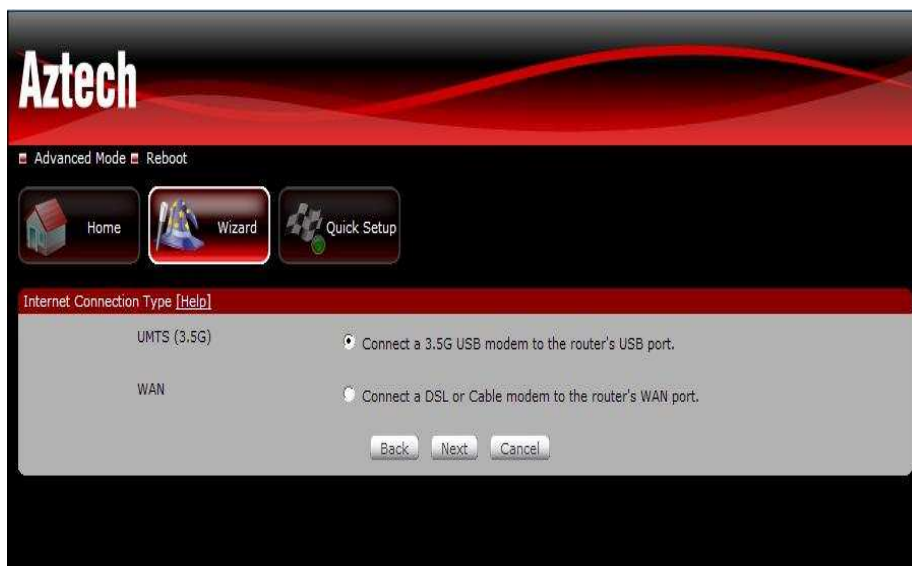 Aztech
Advanced Mode Reboot
Home Wizard Quick Setup
Internet Connection Type [Help]
UMTS (3.5G) Connect a 3.5G USB modem to the router's USB port.
WAN Connect a DSL or Cable modem to the router's WAN port.
Back Next Cancel